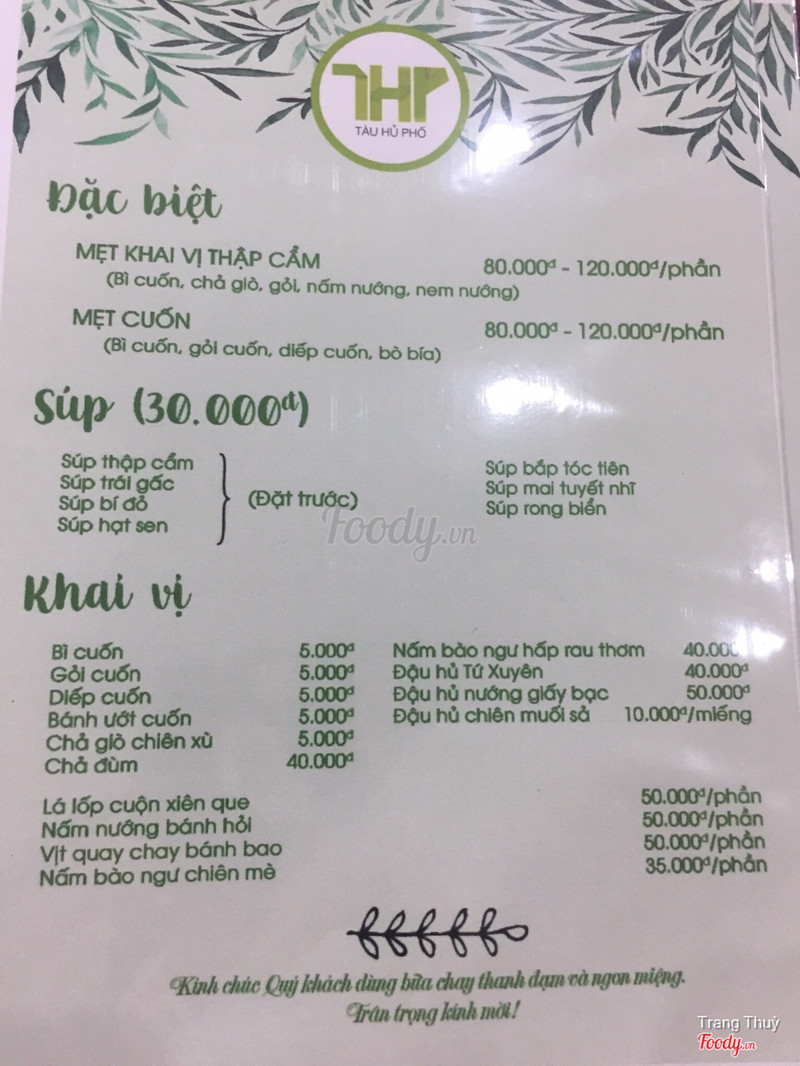 THP
TÀU HỦ PHỐ
Đặc biệt
MẸT KHAI VỊ THẬP CẨM 80.000đ - 120.000đ/phần
(Bì cuốn, chả giò, gỏi, nấm nướng, nem nướng)
MẸT CUỐN 80.000đ - 120.000đ/phần
(Bì cuốn, gỏi cuốn, diếp cuốn, bò bía)
Súp (30.000đ)
Súp thập cẩm
Súp trái gấc
Súp bí đỏ
Súp hạt sen
(Đặt trước)
Súp bắp tóc tiên
Súp mai tuyết nhĩ
Súp rong biển
Foody.vn
Khai vị
Bì cuốn 5.000đ
Gỏi cuốn 5.000đ
Diếp cuốn 5.000đ
Bánh ướt cuốn 5.000đ
Chả giò chiên xù 5.000đ
Chả đùm 40.000đ
Nấm bào ngư hấp rau thơm 40.000
Đậu hủ Tứ Xuyên 40.000đ
Đậu hủ nướng giấy bạc 50.000đ
Đậu hủ chiên muối sả 10.000đ/miếng
Lá lốp cuộn xiên que 50.000đ/phần
Nấm nướng bánh hỏi 50.000đ/phần
Vịt quay chay bánh bao 50.000đ/phần
Nấm bào ngư chiên mè 35.000đ/phần
Kính chúc Quý khách dùng bữa chay thanh đạm và ngon miệng.
Trân trọng kính mời!
Trang Thuỳ
Foody.vn